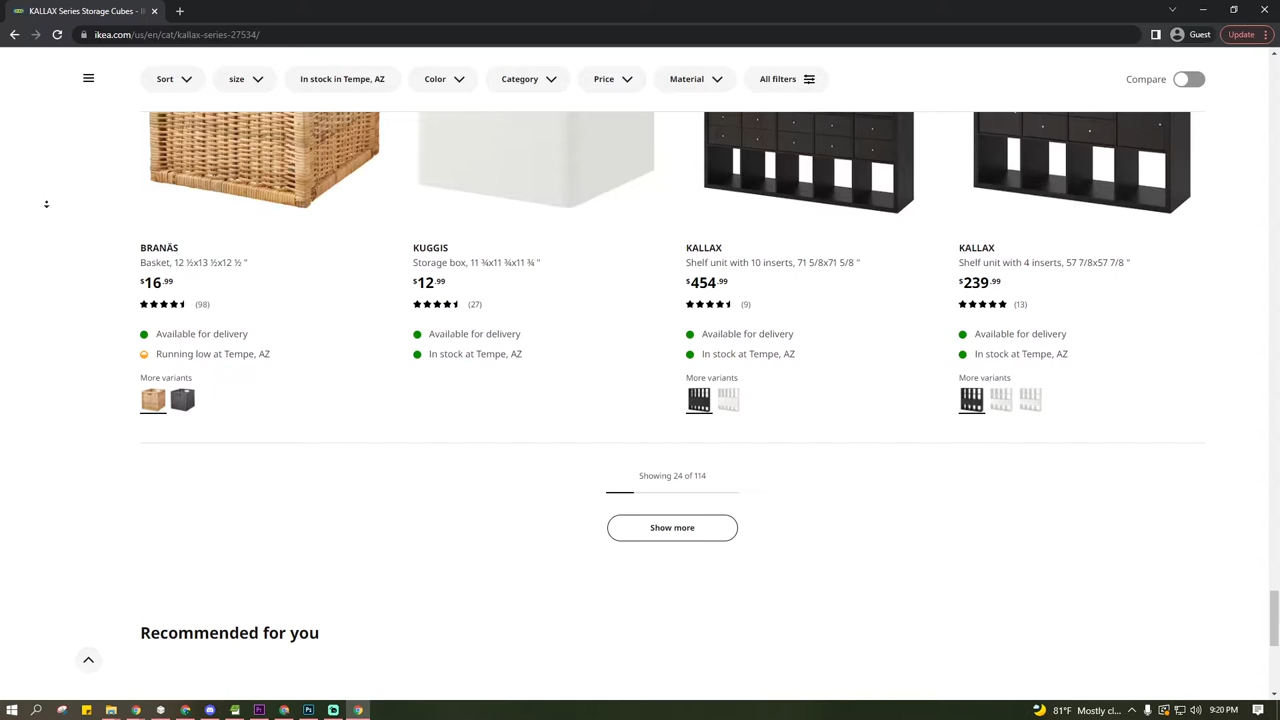 KALLAX Series Storage Cubes - I
ikea.com/us/en/cat/kallax-series-27534/
Guest
Update
Sort
size
In stock in Tempe, AZ
Color
Category
Price
Material
All filters
Compare
BRANÄS
Basket, 12 ½x13 ½x12 ½ "
$16.99
(98)
Available for delivery
Running low at Tempe, AZ
More variants
KUGGIS
Storage box, 11 ¾x11 ¾x11 ¾ "
$12.99
(27)
Available for delivery
In stock at Tempe, AZ
KALLAX
Shelf unit with 10 inserts, 71 5/8x71 5/8 "
$454.99
(9)
Available for delivery
In stock at Tempe, AZ
More variants
KALLAX
Shelf unit with 4 inserts, 57 7/8x57 7/8 "
$239.99
(13)
Available for delivery
In stock at Tempe, AZ
More variants
Showing 24 of 114
Show more
Recommended for you
81°F Mostly cl...
9:20 PM